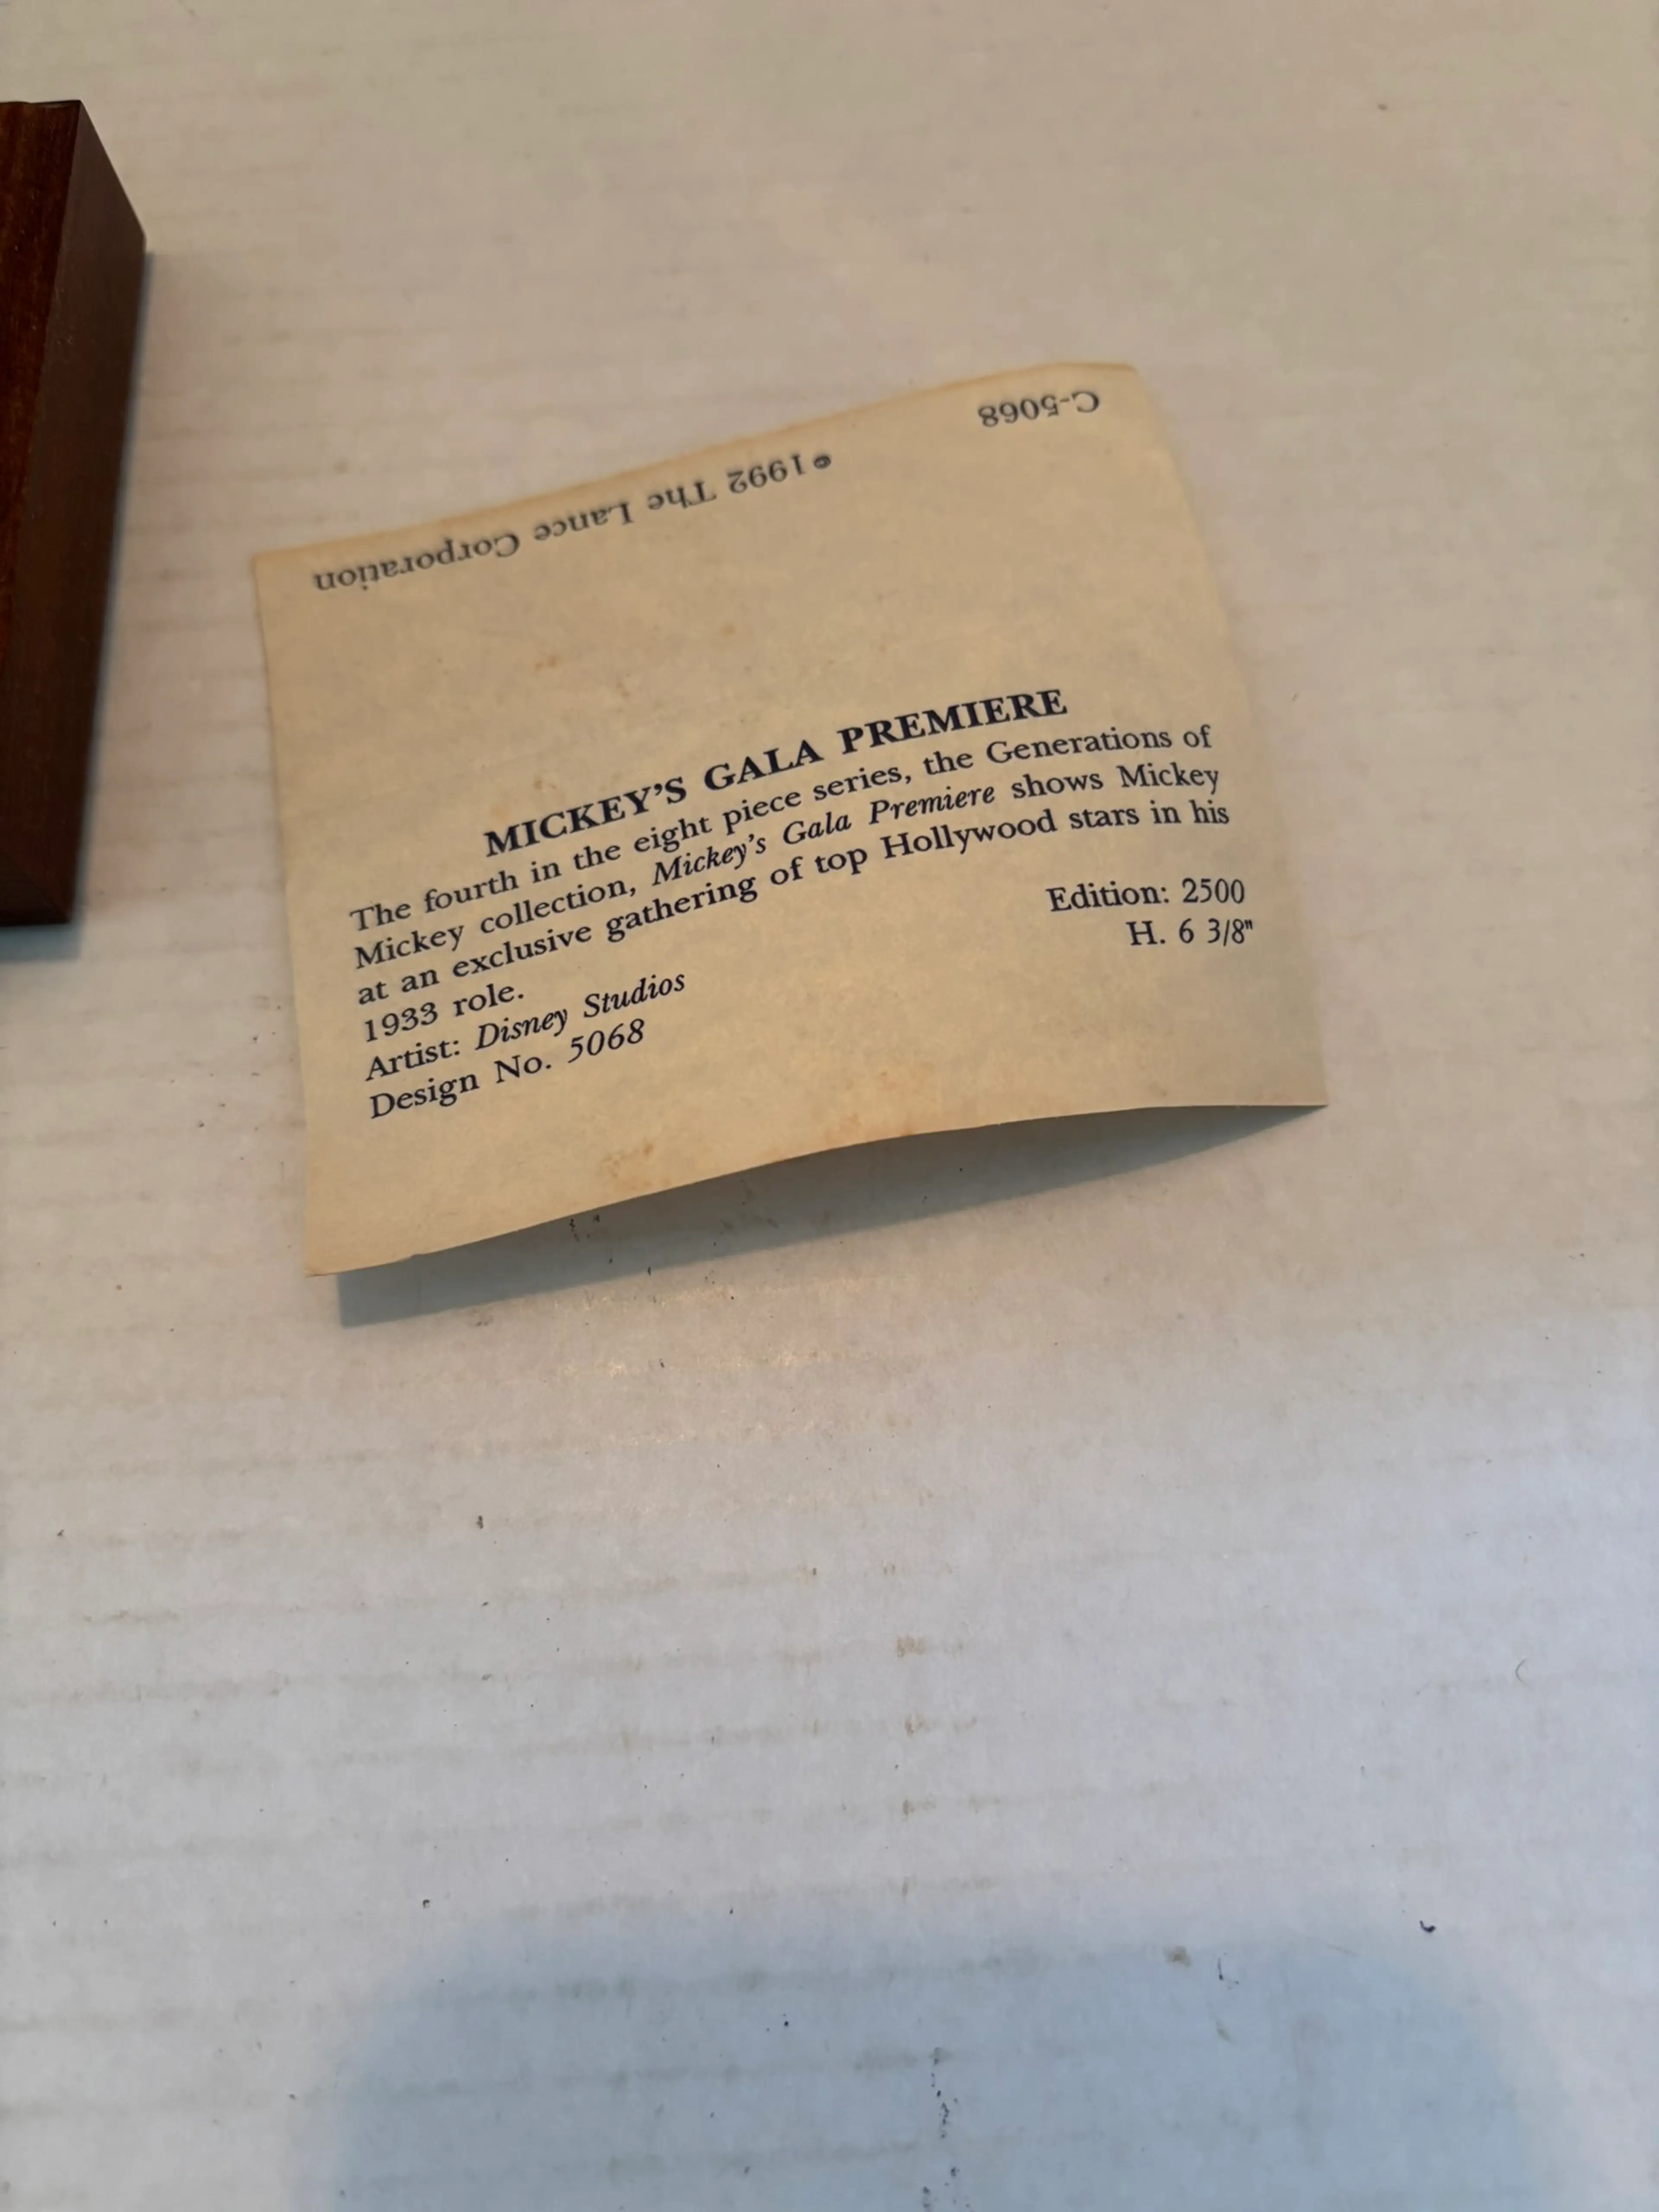 C-5068
©1992 The Lance Corporation
MICKEY'S GALA PREMIERE
The fourth in the eight piece series, the Generations of
Mickey collection, Mickey's Gala Premiere shows Mickey
at an exclusive gathering of top Hollywood stars in his
1933 role.
Artist: Disney Studios
Edition: 2500
Design No. 5068
H. 6 3/8"